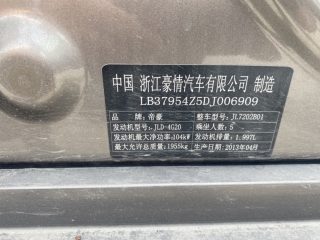 中国 浙江豪情汽车有限公司 制造
LB37954Z5DJ006909
品牌：帝豪 整车型号：JL7202B01
发动机型号：JLD-4G20 乘坐人数：5
发动机最大净功率：104kW 发动机排量：1.997L
最大允许总质量：1955kg 生产日期：2013年04月